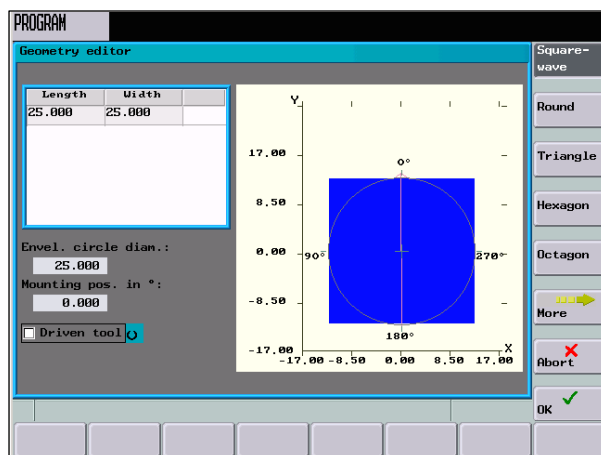 PROGRAM
Geometry editor
Length Width
25.000 25.000
Envel. circle diam.:
25.000
Mounting pos. in °:
0.000
Driven tool
Y
17.00
8.50
0.00
-8.50
-17.00
0°
90°
270°
180°
X
-17.00 -8.50 0.00 8.50 17.00
Square-
wave
Round
Triangle
Hexagon
Octagon
More
Abort
OK